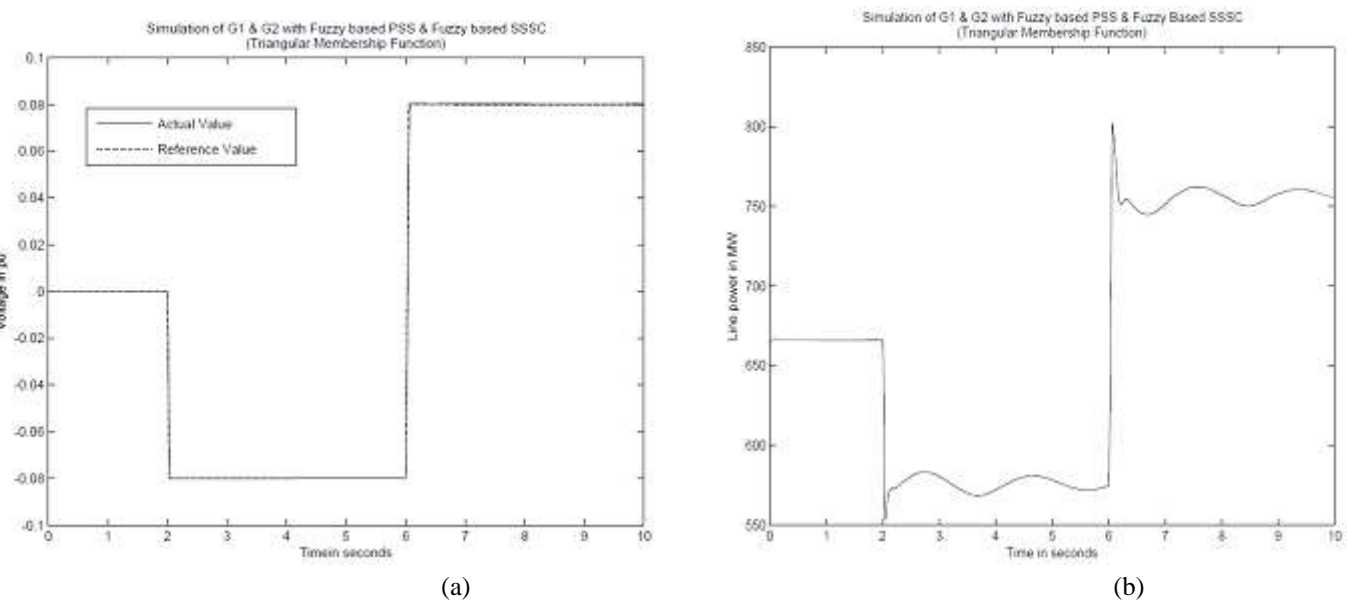 Simulation of G1 & G2 with Fuzzy based PSS & Fuzzy based SSSC
(Triangular Membership Function)
0.1
0.08
0.06
0.04
0.02
0
-0.02
-0.04
-0.06
-0.08
-0.1
Voltage in pu
Actual Value
Reference Value
0 1 2 3 4 5 6 7 8 9 10
Timein seconds
(a)
Simulation of G1 & G2 with Fuzzy based PSS & Fuzzy Based SSSC
(Triangular Membership Function)
850
800
750
700
650
600
550
Line power in MW
0 1 2 3 4 5 6 7 8 9 10
Time in seconds
(b)